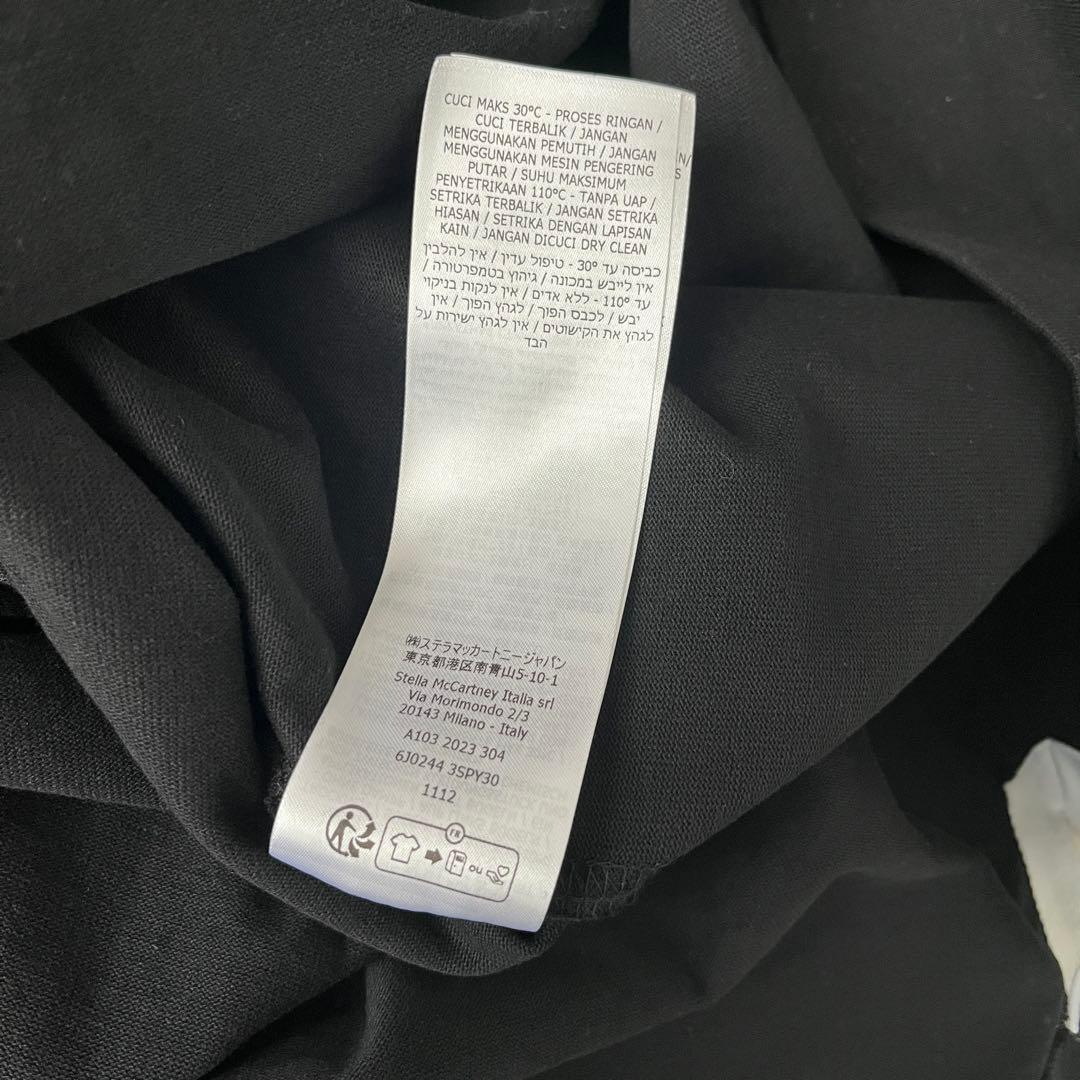 CUCI MAKS 30°C - PROSES RINGAN /
CUCI TERBALIK / JANGAN
MENGGUNAKAN PEMUTIH / JANGAN
MENGGUNAKAN MESIN PENGERING
PUTAR / SUHU MAKSIMUM
PENYETRIKAAN 110°C - TANPA UAP /
SETRIKA TERBALIK / JANGAN SETRIKA
HIASAN / SETRIKA DENGAN LAPISAN
KAIN / JANGAN DICUCI DRY CLEAN
כביסה עד 30° - טיפול עדין / אין להלבין
אין לייבש במכונה / גיהוץ בטמפרטורה /
עד 110° - ללא אדים / אין לנקות בניקוי
יבש / לכבס הפוך / לגהץ הפוך / אין
לגהץ את הקישוטים / אין לגהץ ישירות על
הבד
N/
S
㈱ステラマッカートニージャパン
東京都港区南青山5-10-1
Stella McCartney Italia srl
Via Morimondo 2/3
20143 Milano - Italy
A103 2023 304
6J0244 3SPY30
1112
FR
ou